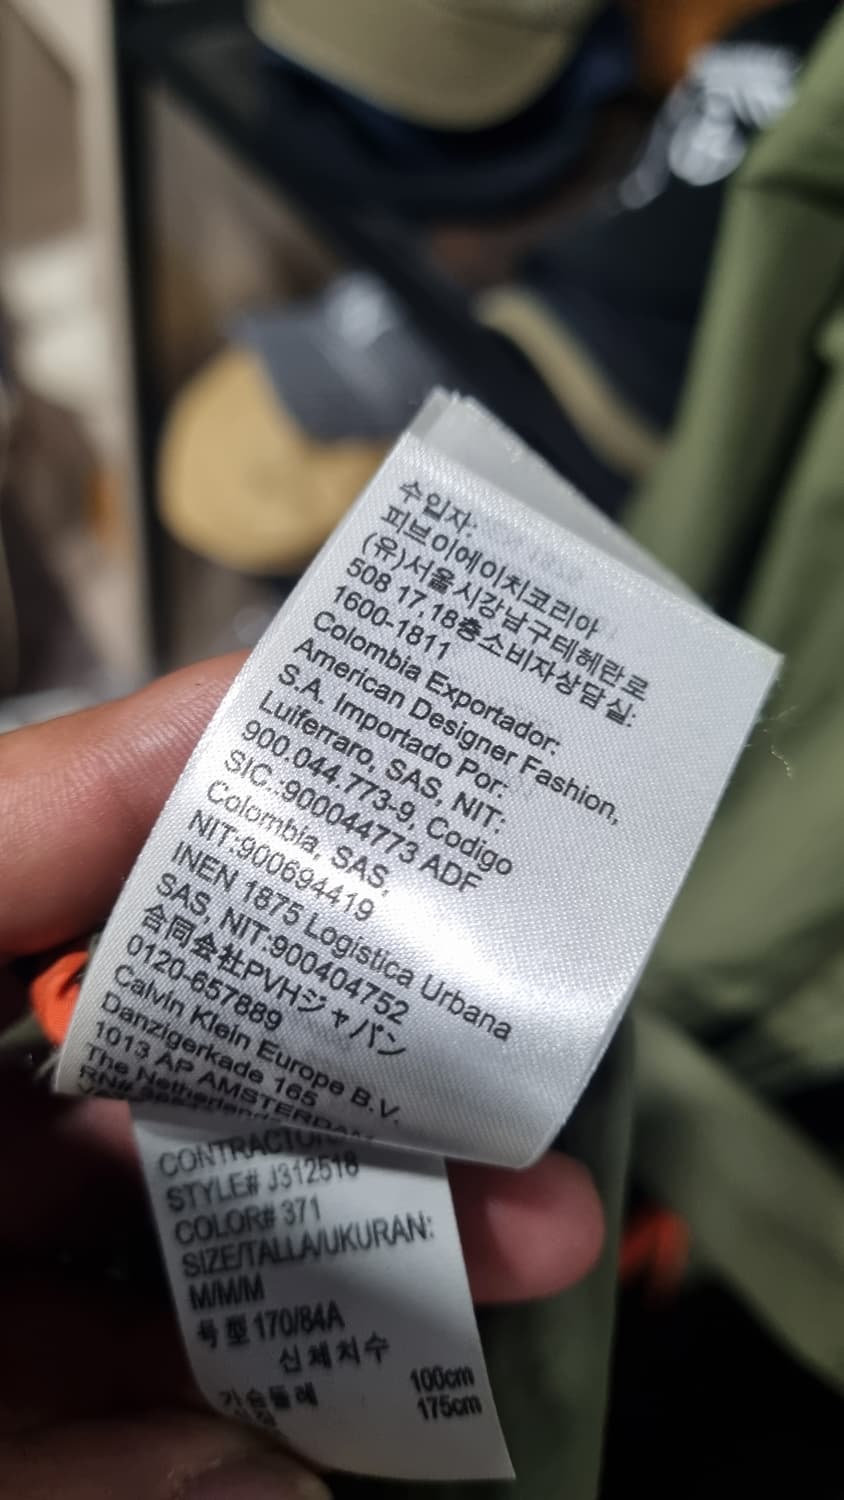 수입자:
피브이에이치코리아
(유)서울시강남구테헤란로
508 17,18층소비자상담실:
1600-1811
Colombia Exportador:
American Designer Fashion,
S.A. Importado Por:
Luiferraro, SAS, NIT:
900.044.773-9, Codigo
SIC.:900044773 ADF
Colombia, SAS,
NIT:900694419
INEN 1875 Logistica Urbana
SAS, NIT:900404752
合同会社PVHジャパン
0120-657889
Calvin Klein Europe B.V.
Danzigerkade 165
1013 AP AMSTERDAM
The Netherlands
RN#
STYLE# J312518
COLOR# 371
SIZE/TALLA/UKURAN:
M/M/M
号型 170/84A
신체치수
가슴둘레 100cm
175cm